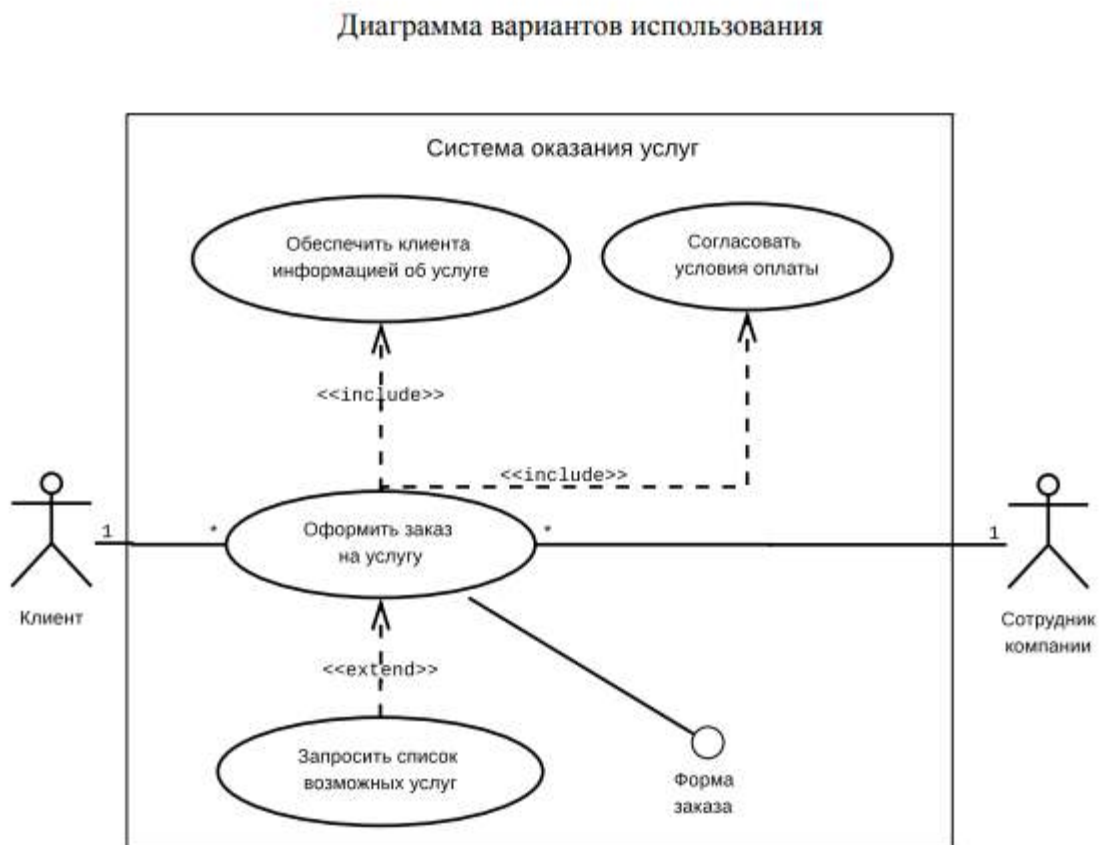 Диаграмма вариантов использования
Система оказания услуг
Обеспечить клиента
информацией об услуге
Согласовать
условия оплаты
<<include>>
<<include>>
1
*
Оформить заказ
на услугу
*
1
Клиент
Сотрудник
компании
<<extend>>
Запросить список
возможных услуг
Форма
заказа